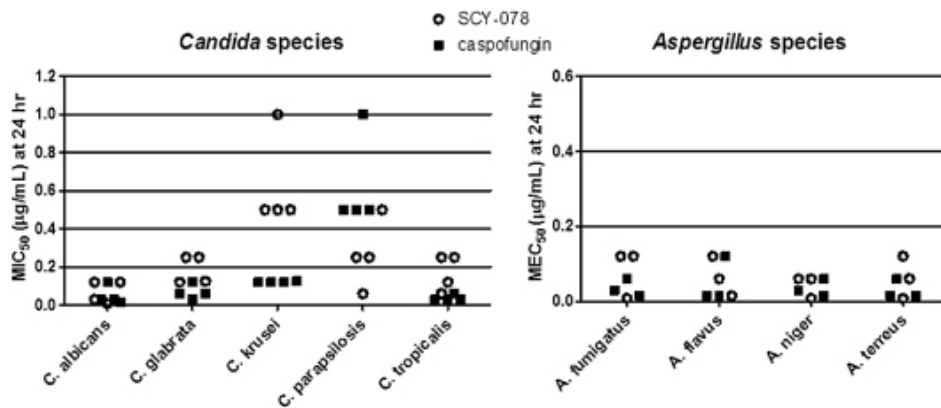 SCY-078
caspofungin
Candida species
MIC50 (µg/mL) at 24 hr
1.2
1.0
0.8
0.6
0.4
0.2
0.0
C. albicans
C. glabrata
C. krusei
C. parapsilosis
C. tropicalis
Aspergillus species
MEC50 (µg/mL) at 24 hr
0.6
0.4
0.2
0.0
A. fumigatus
A. flavus
A. niger
A. terreus